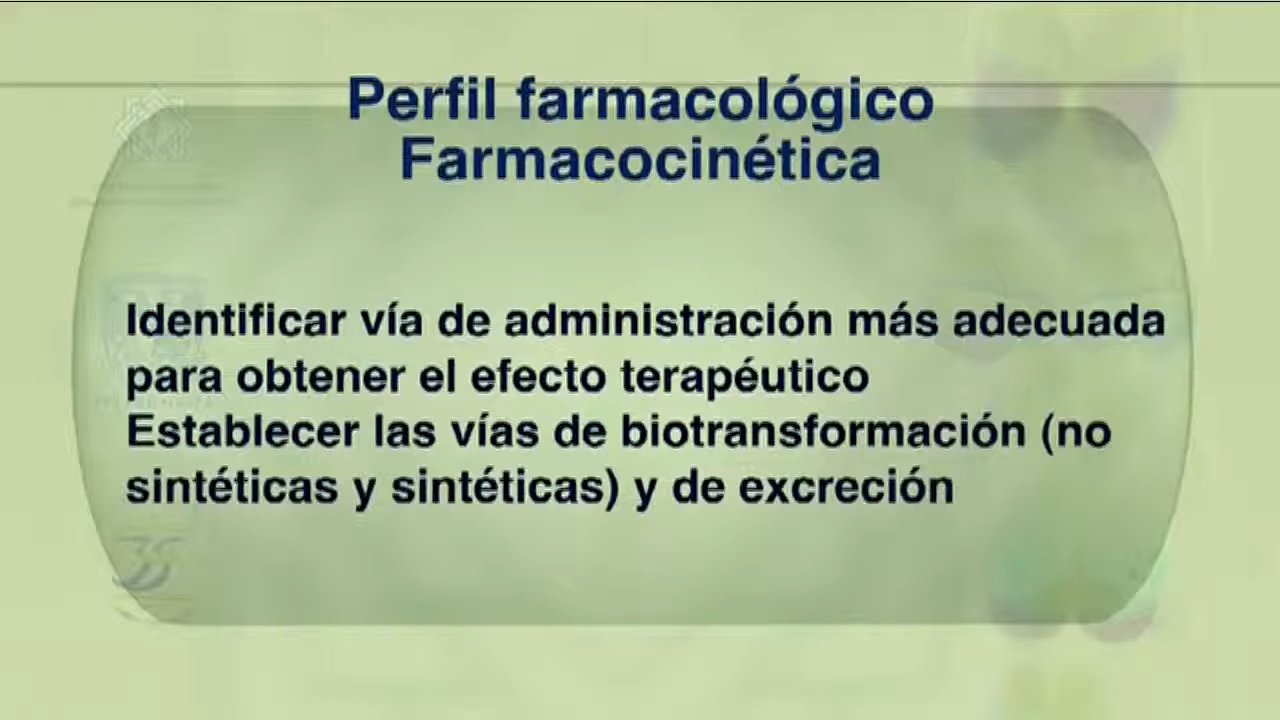 Perfil farmacológico
Farmacocinética
Identificar vía de administración más adecuada
para obtener el efecto terapéutico
Establecer las vías de biotransformación (no
sintéticas y sintéticas) y de excreción